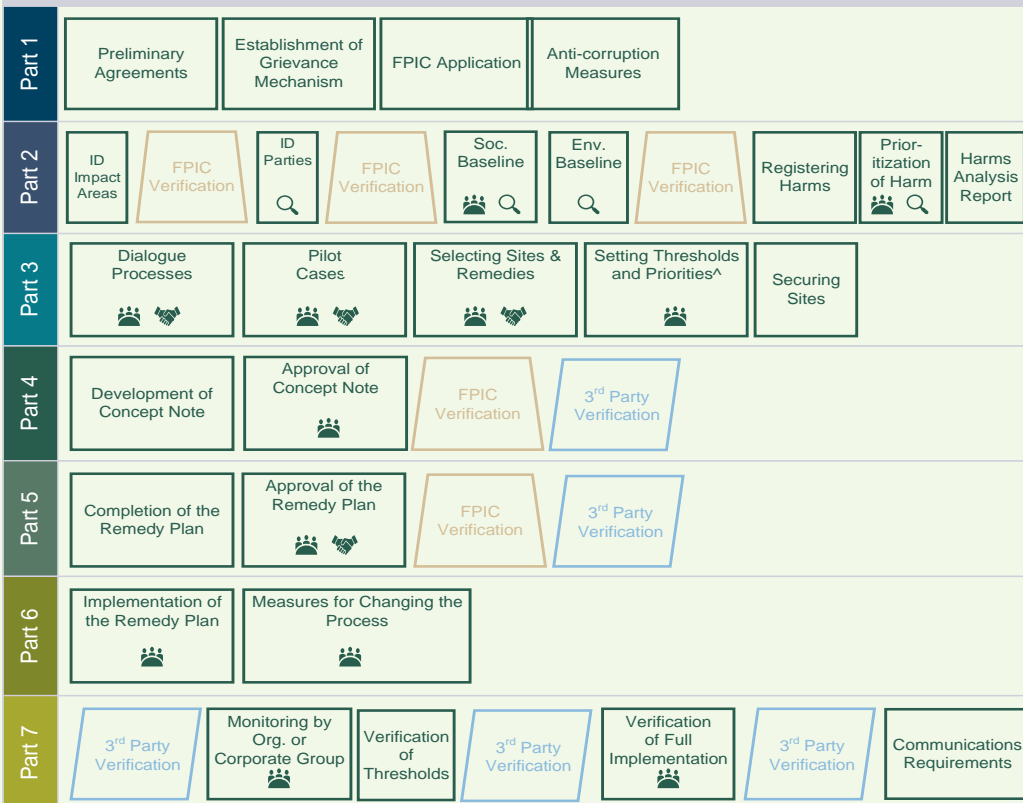 Part 1
Preliminary
Agreements
Establishment of
Grievance
Mechanism
FPIC Application
Anti-corruption
Measures
Part 2
ID
Impact
Areas
FPIC
Verification
ID
Parties
FPIC
Verification
Soc.
Baseline
Env.
Baseline
FPIC
Verification
Registering
Harms
Prior-
itization
of Harm
Harms
Analysis
Report
Part 3
Dialogue
Processes
Pilot
Cases
Selecting Sites &
Remedies
Setting Thresholds
and Priorities^
Securing
Sites
Part 4
Development of
Concept Note
Approval of
Concept Note
FPIC
Verification
3rd Party
Verification
Part 5
Completion of the
Remedy Plan
Approval of the
Remedy Plan
FPIC
Verification
3rd Party
Verification
Part 6
Implementation of
the Remedy Plan
Measures for Changing the
Process
Part 7
3rd Party
Verification
Monitoring by
Org. or
Corporate Group
Verification
of
Thresholds
3rd Party
Verification
Verification
of Full
Implementation
3rd Party
Verification
Communications
Requirements